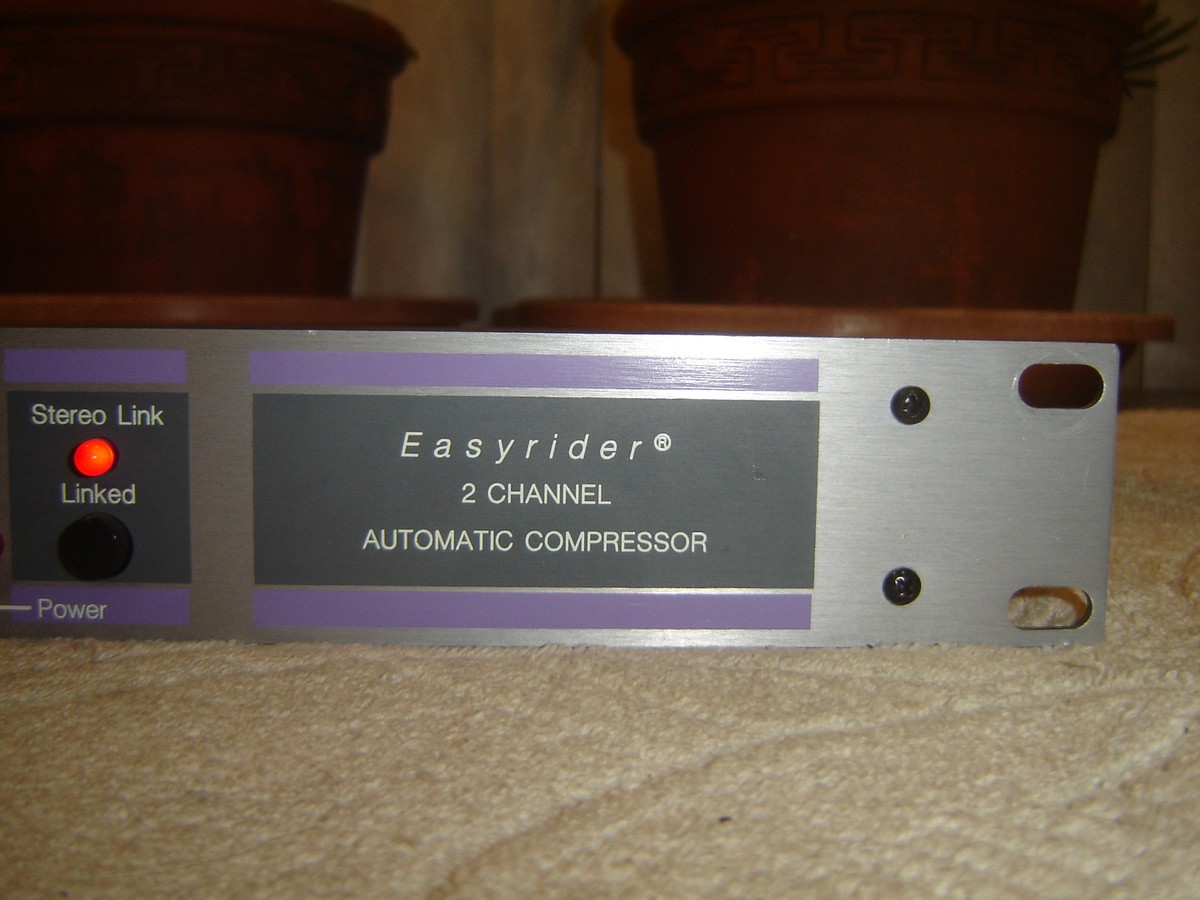 Stereo Link
Linked
Power
Easyrider®
2 CHANNEL
AUTOMATIC COMPRESSOR